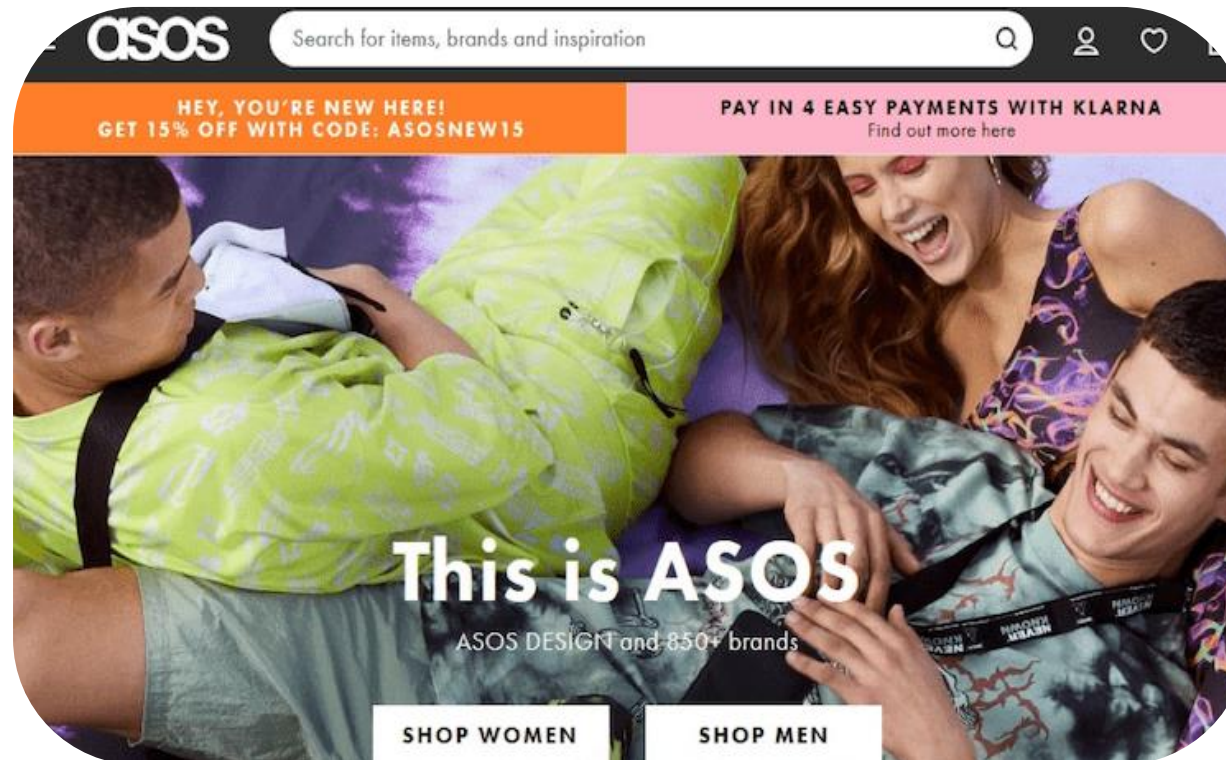 asos
Search for items, brands and inspiration
HEY, YOU'RE NEW HERE!
GET 15% OFF WITH CODE: ASOSNEW15
PAY IN 4 EASY PAYMENTS WITH KLARNA
Find out more here
This is ASOS
ASOS DESIGN and 850+ brands
NEVER
KNOWN
SHOP WOMEN
SHOP MEN